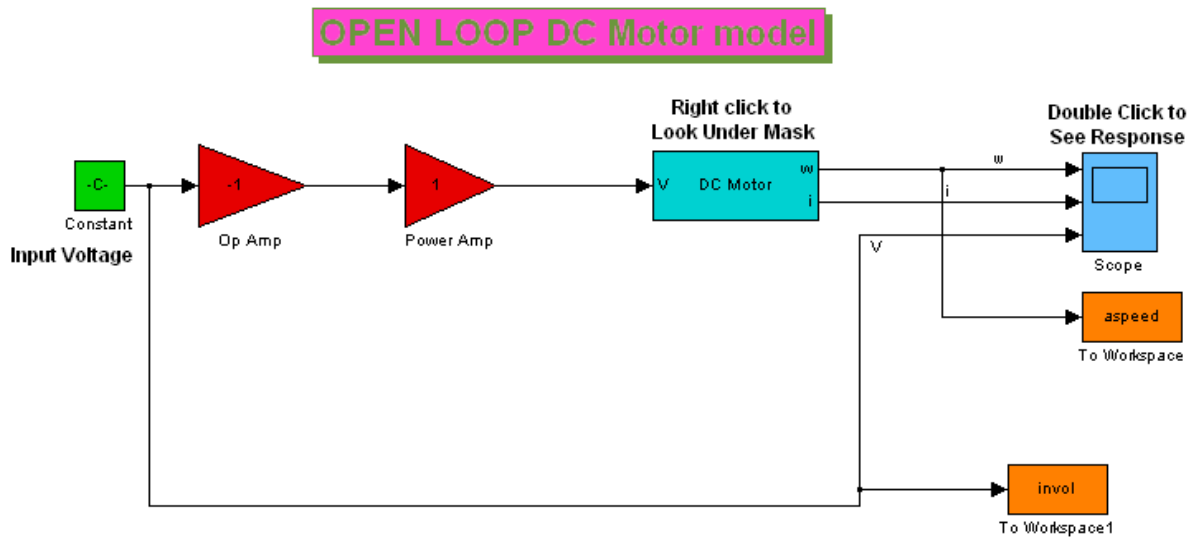 OPEN LOOP DC Motor model
Right click to
Look Under Mask
Double Click to
See Response
-C-
Constant
Input Voltage
-1
Op Amp
1
Power Amp
V
DC Motor
w
i
w
i
V
Scope
aspeed
To Workspace
invol
To Workspace1